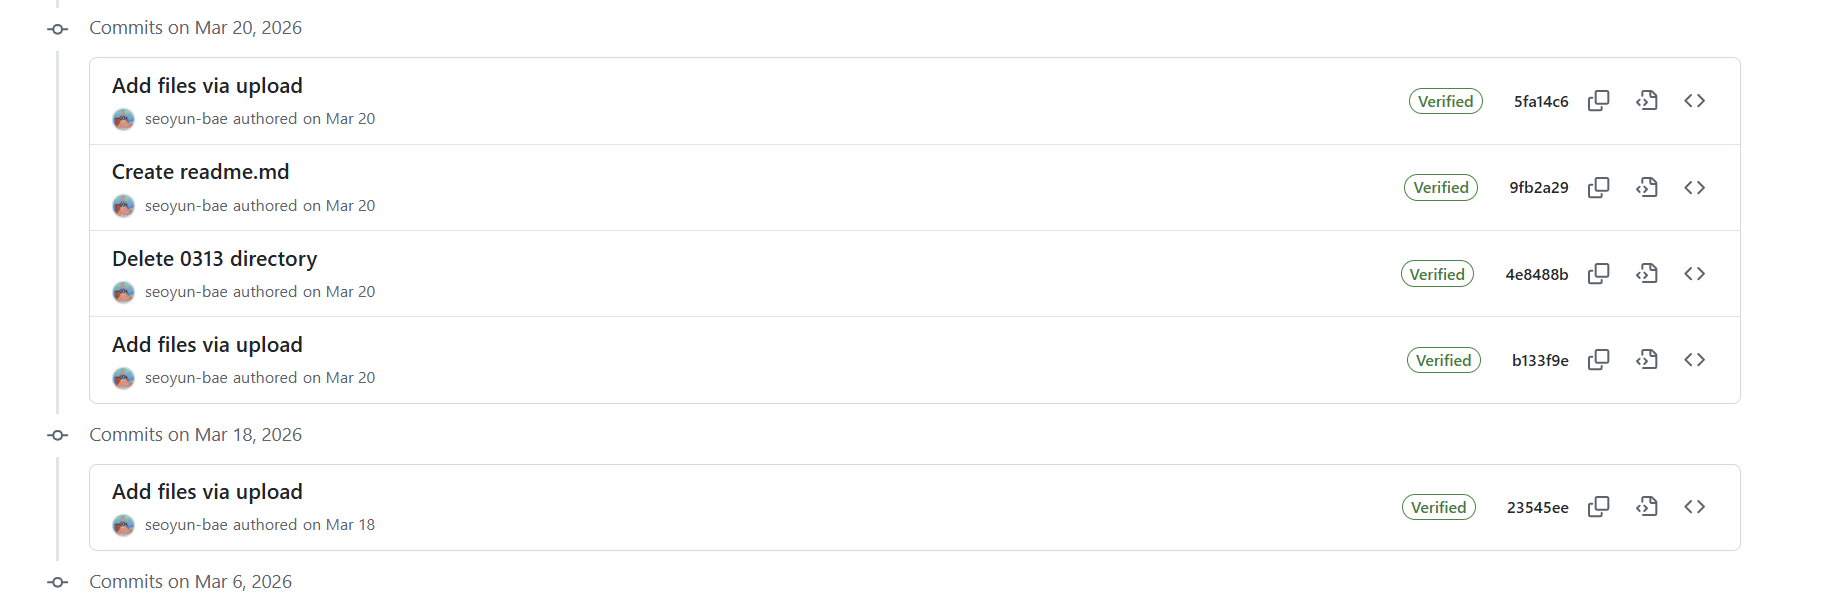 Commits on Mar 20, 2026
Add files via upload
seoyun-bae authored on Mar 20
Verified
5fa14c6
Create readme.md
seoyun-bae authored on Mar 20
Verified
9fb2a29
Delete 0313 directory
seoyun-bae authored on Mar 20
Verified
4e8488b
Add files via upload
seoyun-bae authored on Mar 20
Verified
b133f9e
Commits on Mar 18, 2026
Add files via upload
seoyun-bae authored on Mar 18
Verified
23545ee
Commits on Mar 6, 2026